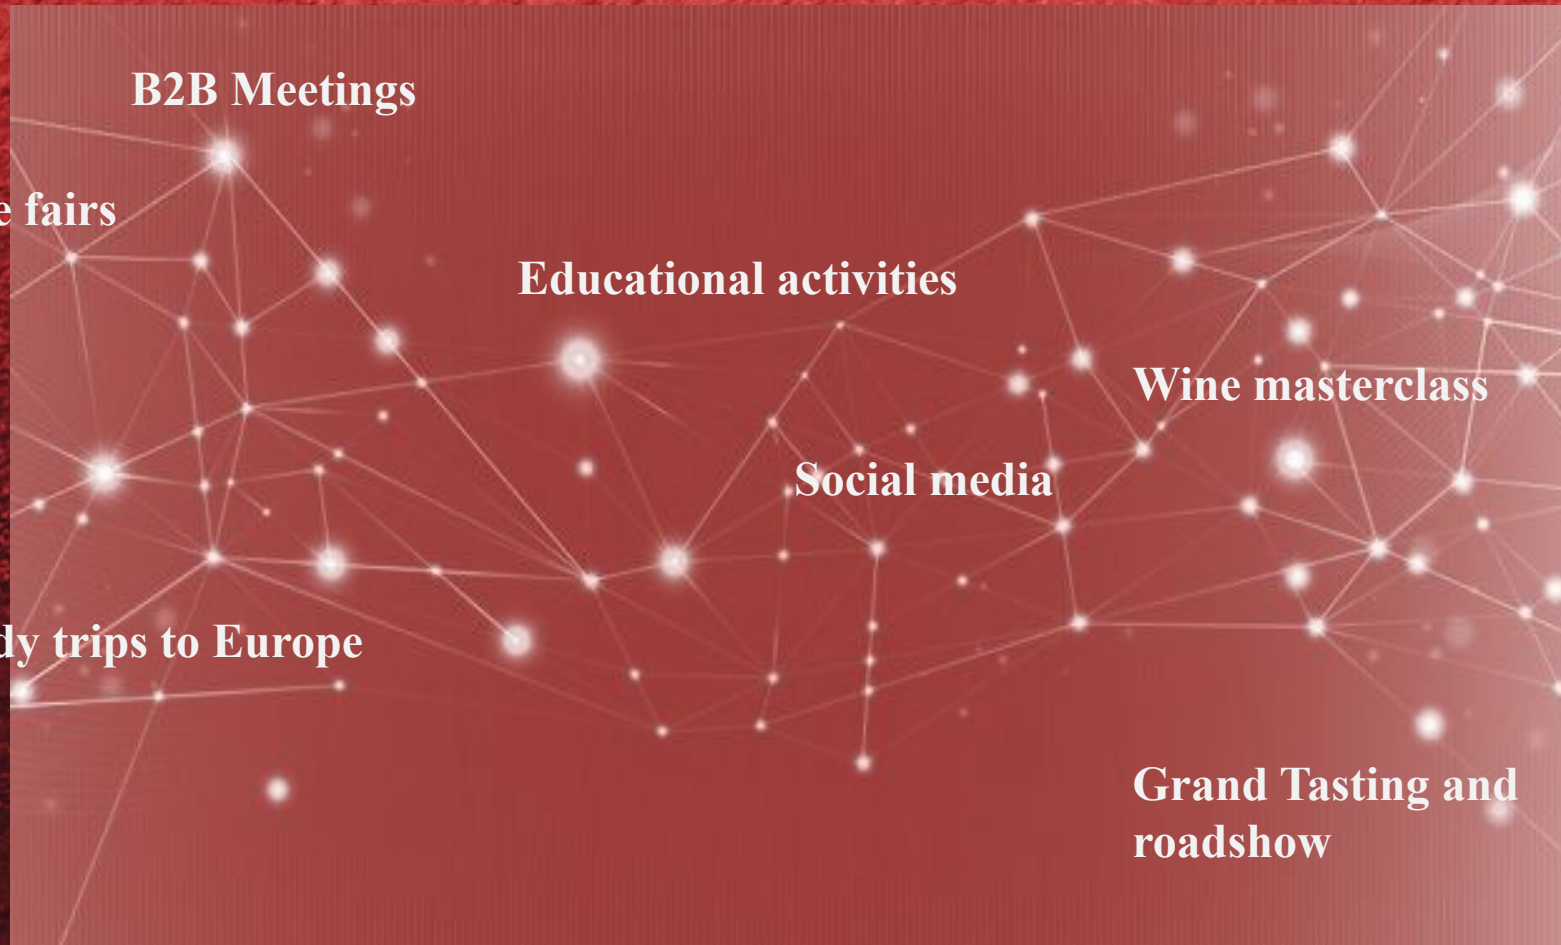 B2B Meetings
fairs
Educational activities
Wine masterclass
Social media
trips to Europe
Grand Tasting and
roadshow